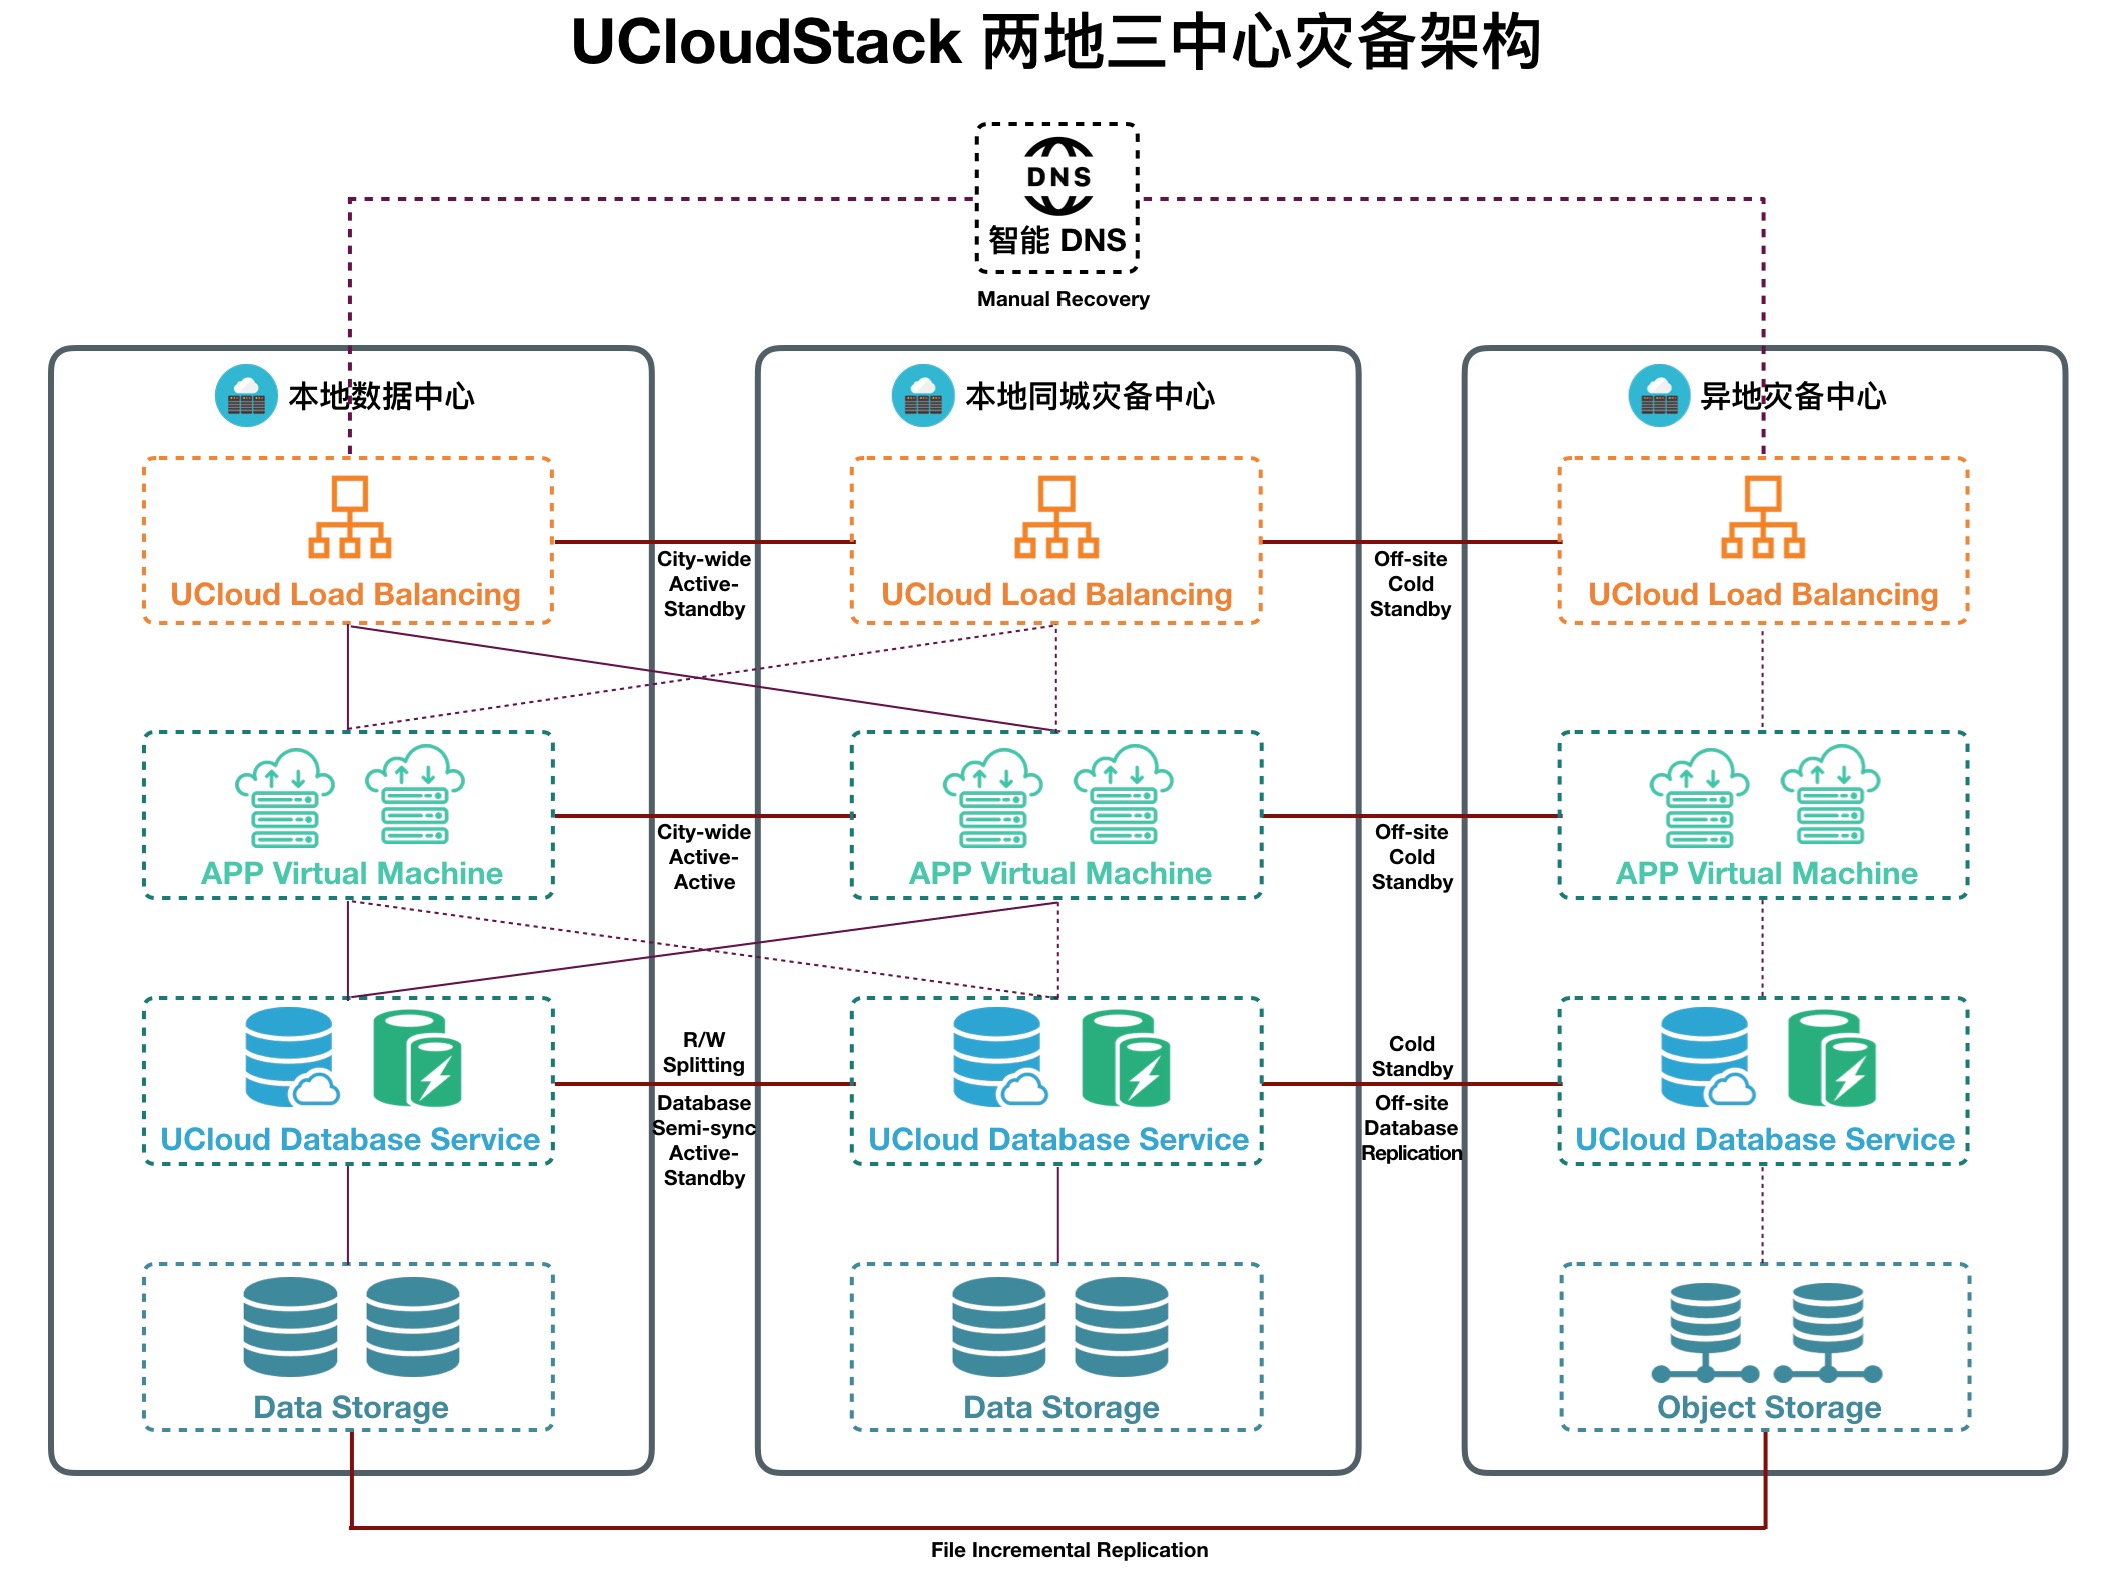 UCloudStack 两地三中心灾备架构
DNS
智能 DNS
Manual Recovery
本地数据中心
本地同城灾备中心
异地灾备中心
UCloud Load Balancing
City-wide
Active-
Standby
UCloud Load Balancing
Off-site
Cold
Standby
UCloud Load Balancing
APP Virtual Machine
City-wide
Active-
Active
APP Virtual Machine
Off-site
Cold
Standby
APP Virtual Machine
UCloud Database Service
R/W
Splitting
Database
Semi-sync
Active-
Standby
UCloud Database Service
Cold
Standby
Off-site
Database
Replication
UCloud Database Service
Data Storage
Data Storage
Object Storage
File Incremental Replication